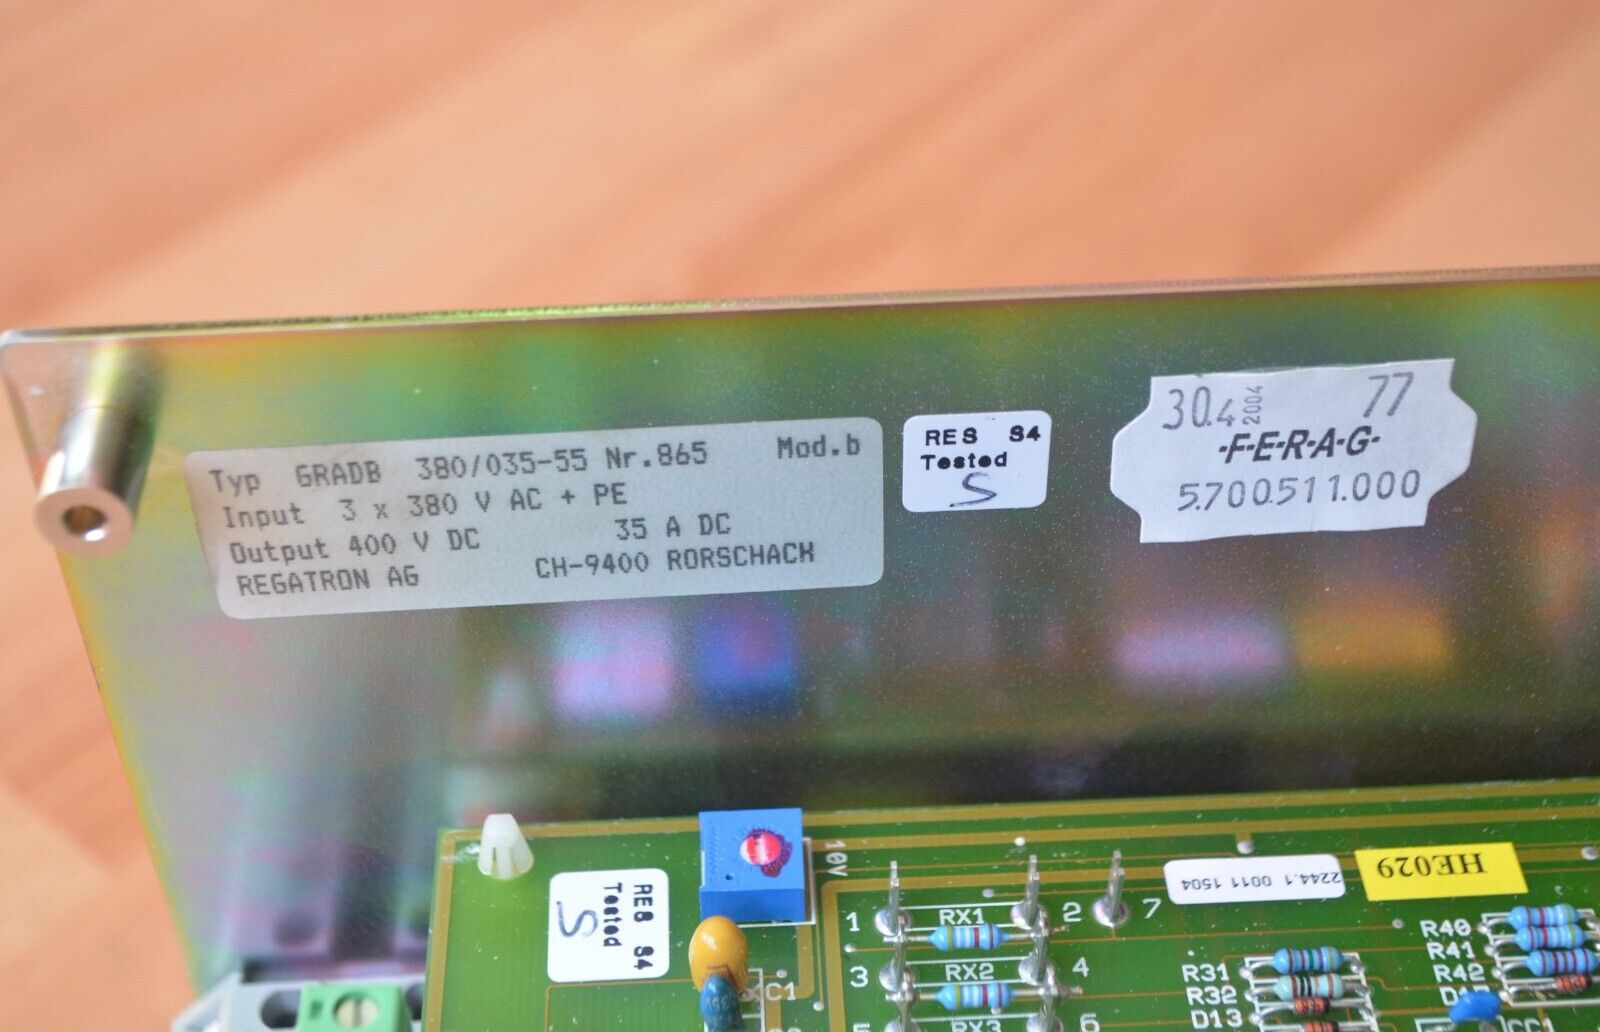 Typ GRADB 380/035-55 Nr.865 Mod.b
Input 3 x 380 V AC + PE
Output 400 V DC 35 A DC
REGATRON AG CH-9400 RORSCHACH
RES S4
Tested
S
30.4 2004 77
-F-E-R-A-G-
5.700.511.000
RES S4
Tested
S
10V
2244.1 0011 1504
HE029
1 RX1 2 7
3 RX2 4
5 RX3 6
C1
R40
R41
R42
R31
R32
D13